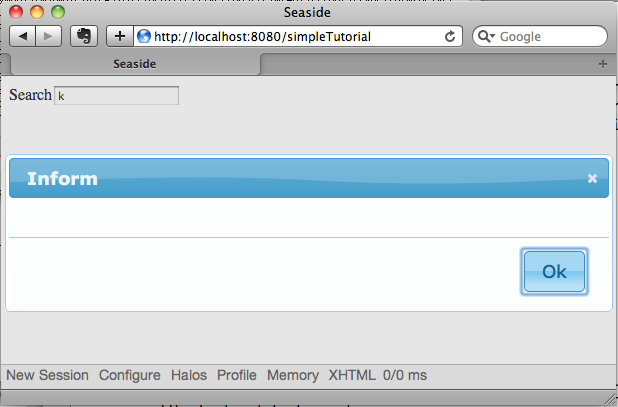 Seaside
http://localhost:8080/simpleTutorial
Google
Seaside
Search k
Inform
Ok
New Session Configure Halos Profile Memory XHTML 0/0 ms